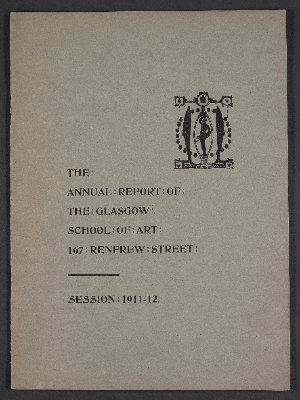 THE:
ANNUAL:REPORT:OF:
THE:GLASGOW:
SCHOOL:OF:ART:
167:RENFREW:STREET:
SESSION:1911-12.